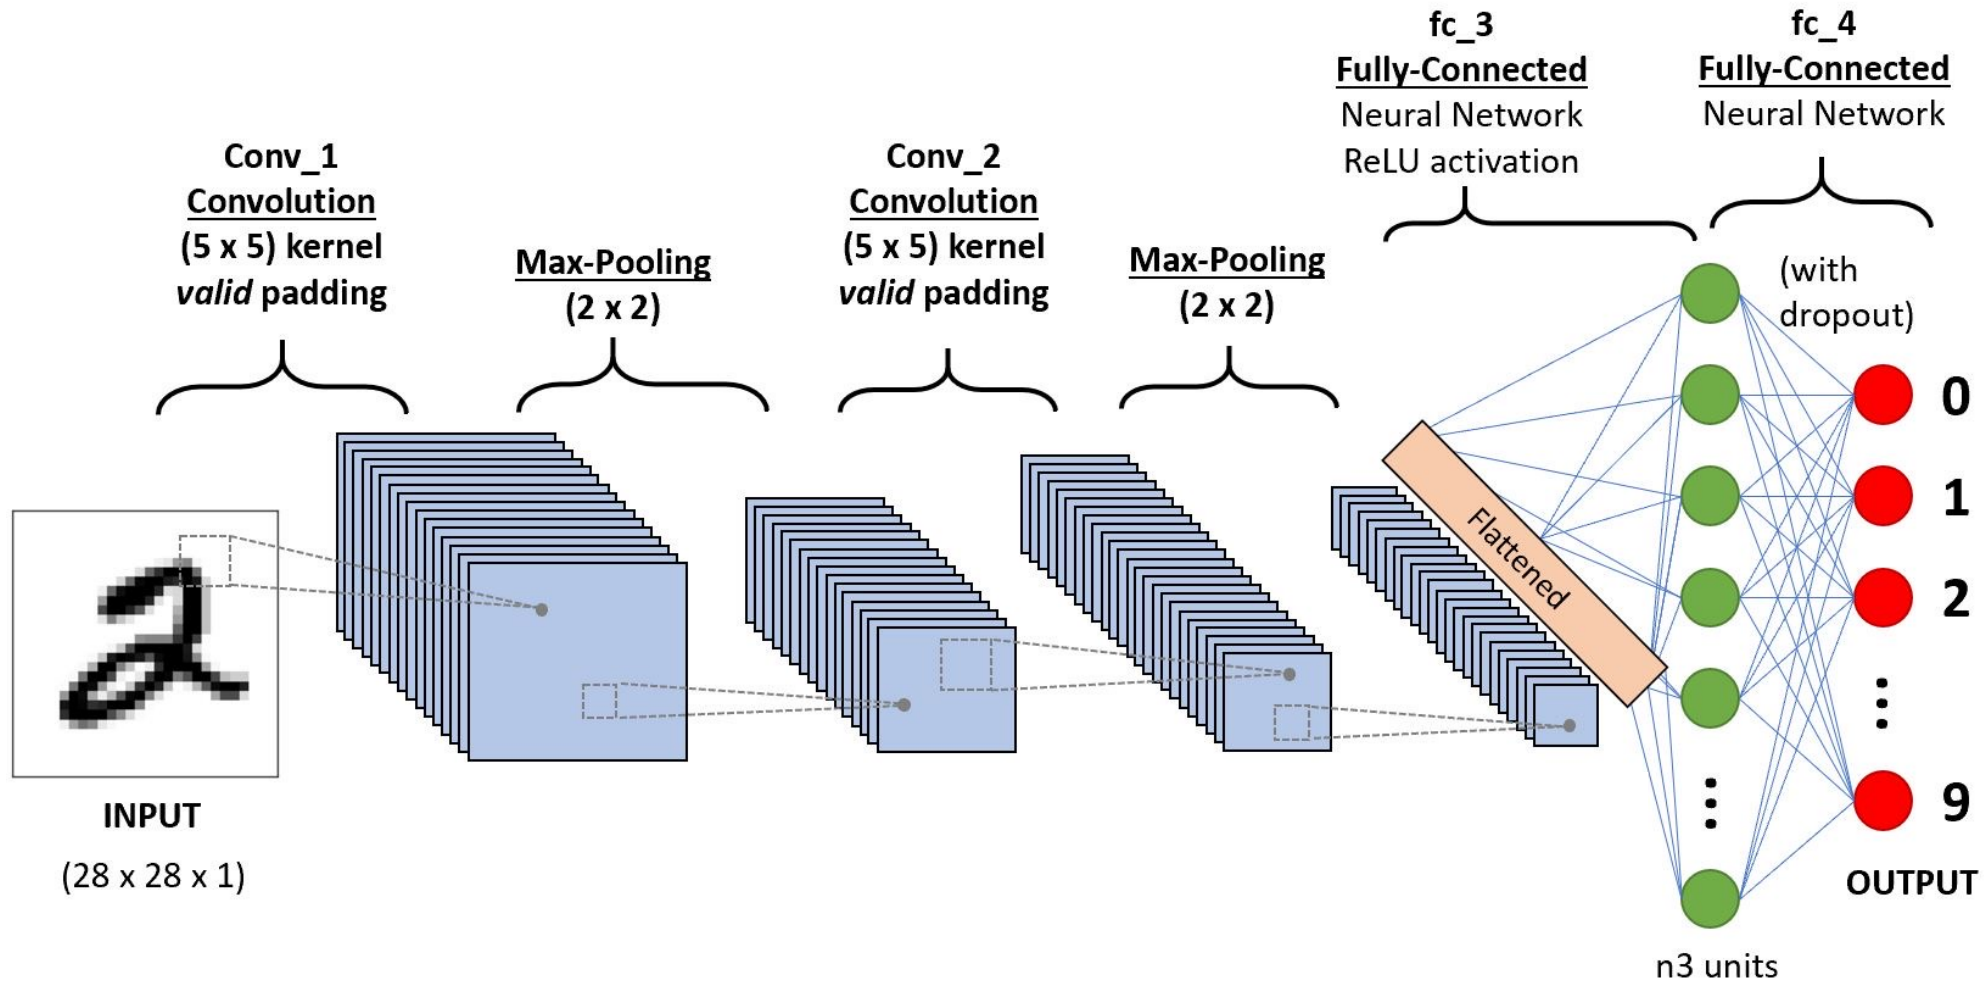 Conv_1
Convolution
(5 x 5) kernel
valid padding
Max-Pooling
(2 x 2)
Conv_2
Convolution
(5 x 5) kernel
valid padding
Max-Pooling
(2 x 2)
fc_3
Fully-Connected
Neural Network
ReLU activation
fc_4
Fully-Connected
Neural Network
(with
dropout)
INPUT
(28 x 28 x 1)
Flattened
n3 units
0
1
2
9
OUTPUT